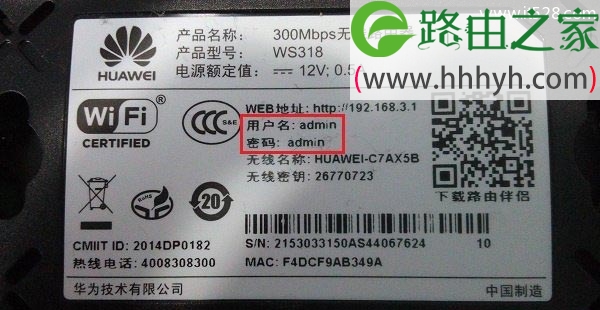 产品名称: 300Mbps无
产品型号: WS318
电源额定值: 12V; 0.5
HUAWEI
路由之家
www.hhhyh.com
WiFi®
CERTIFIED
CCC
S&E
WEB地址: http://192.168.3.1
用户名: admin
密码: admin
无线名称: HUAWEI-C7AX5B
无线密钥: 26770723
下载路由伴侣
20
CMIIT ID: 2014DP0182
热线电话: 4008308300
华为技术有限公司
S/N: 2153033150AS44067624 10
MAC: F4DCF9AB349A
中国制造